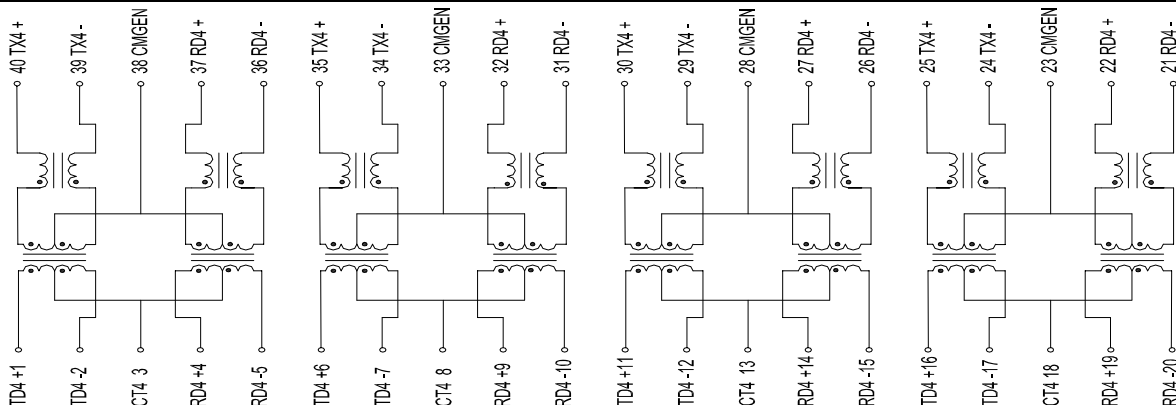 40 TX4 +
39 TX4 -
38 CMGEN
37 RD4 +
36 RD4 -
35 TX4 +
34 TX4 -
33 CMGEN
32 RD4 +
31 RD4 -
30 TX4 +
29 TX4 -
28 CMGEN
27 RD4 +
26 RD4 -
25 TX4 +
24 TX4 -
23 CMGEN
22 RD4 +
21 RD4 -
TD4 +1
TD4 -2
CT4 3
RD4 +4
RD4 -5
TD4 +6
TD4 -7
CT4 8
RD4 +9
RD4 -10
TD4 +11
TD4 -12
CT4 13
RD4 +14
RD4 -15
TD4 +16
TD4 -17
CT4 18
RD4 +19
RD4 -20